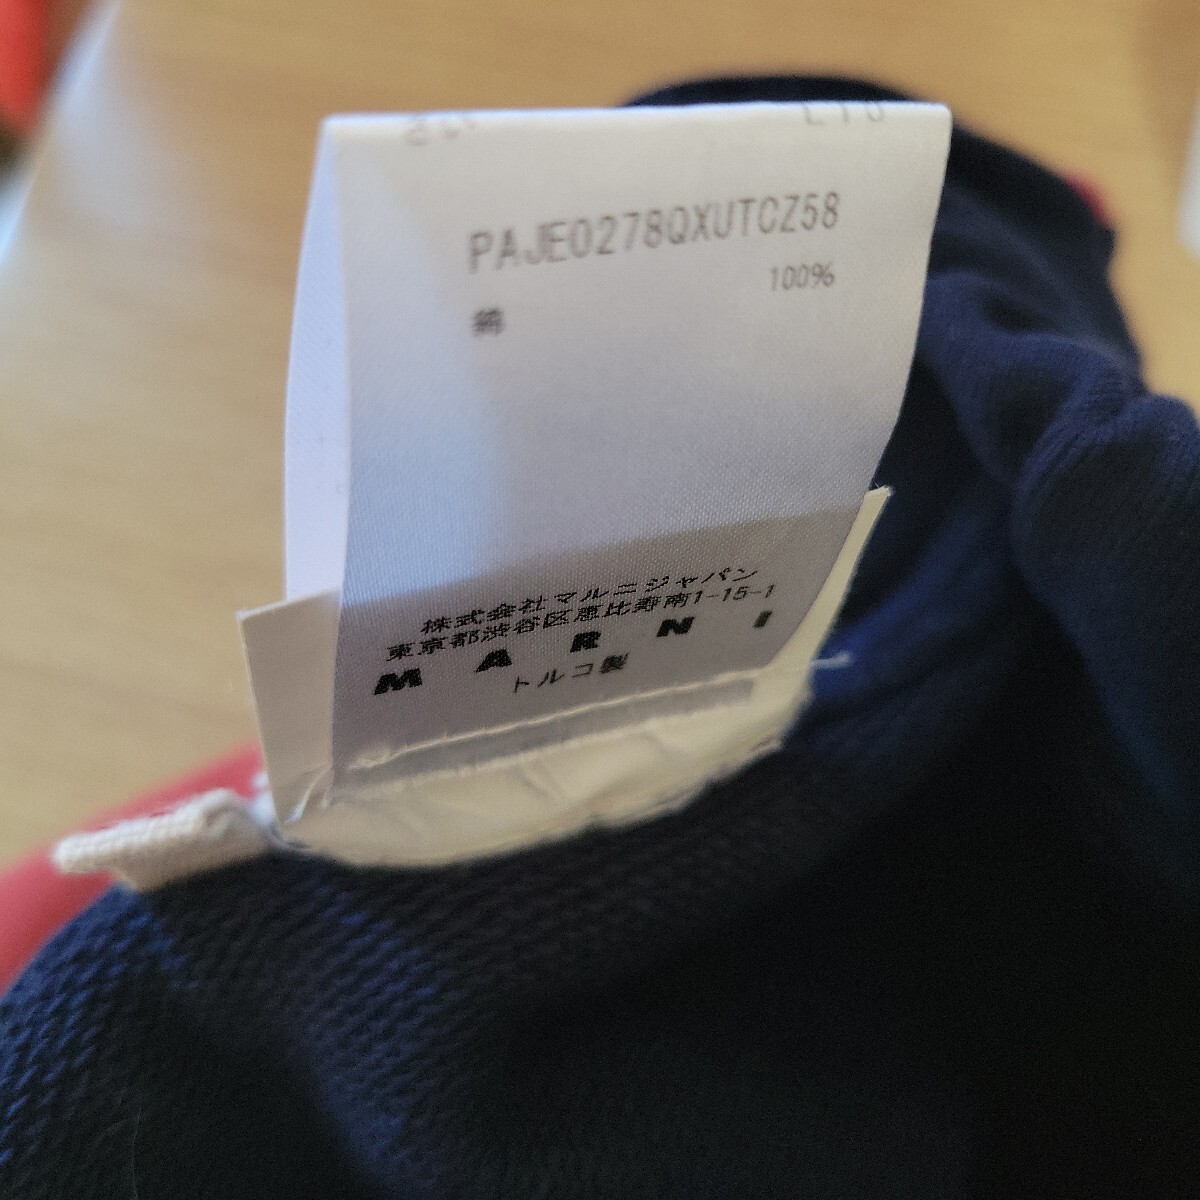 PAJE0278QXUTCZ58
100%
綿
株式会社マルニジャパン
東京都渋谷区恵比寿南1-15-1
MARNI
トルコ製